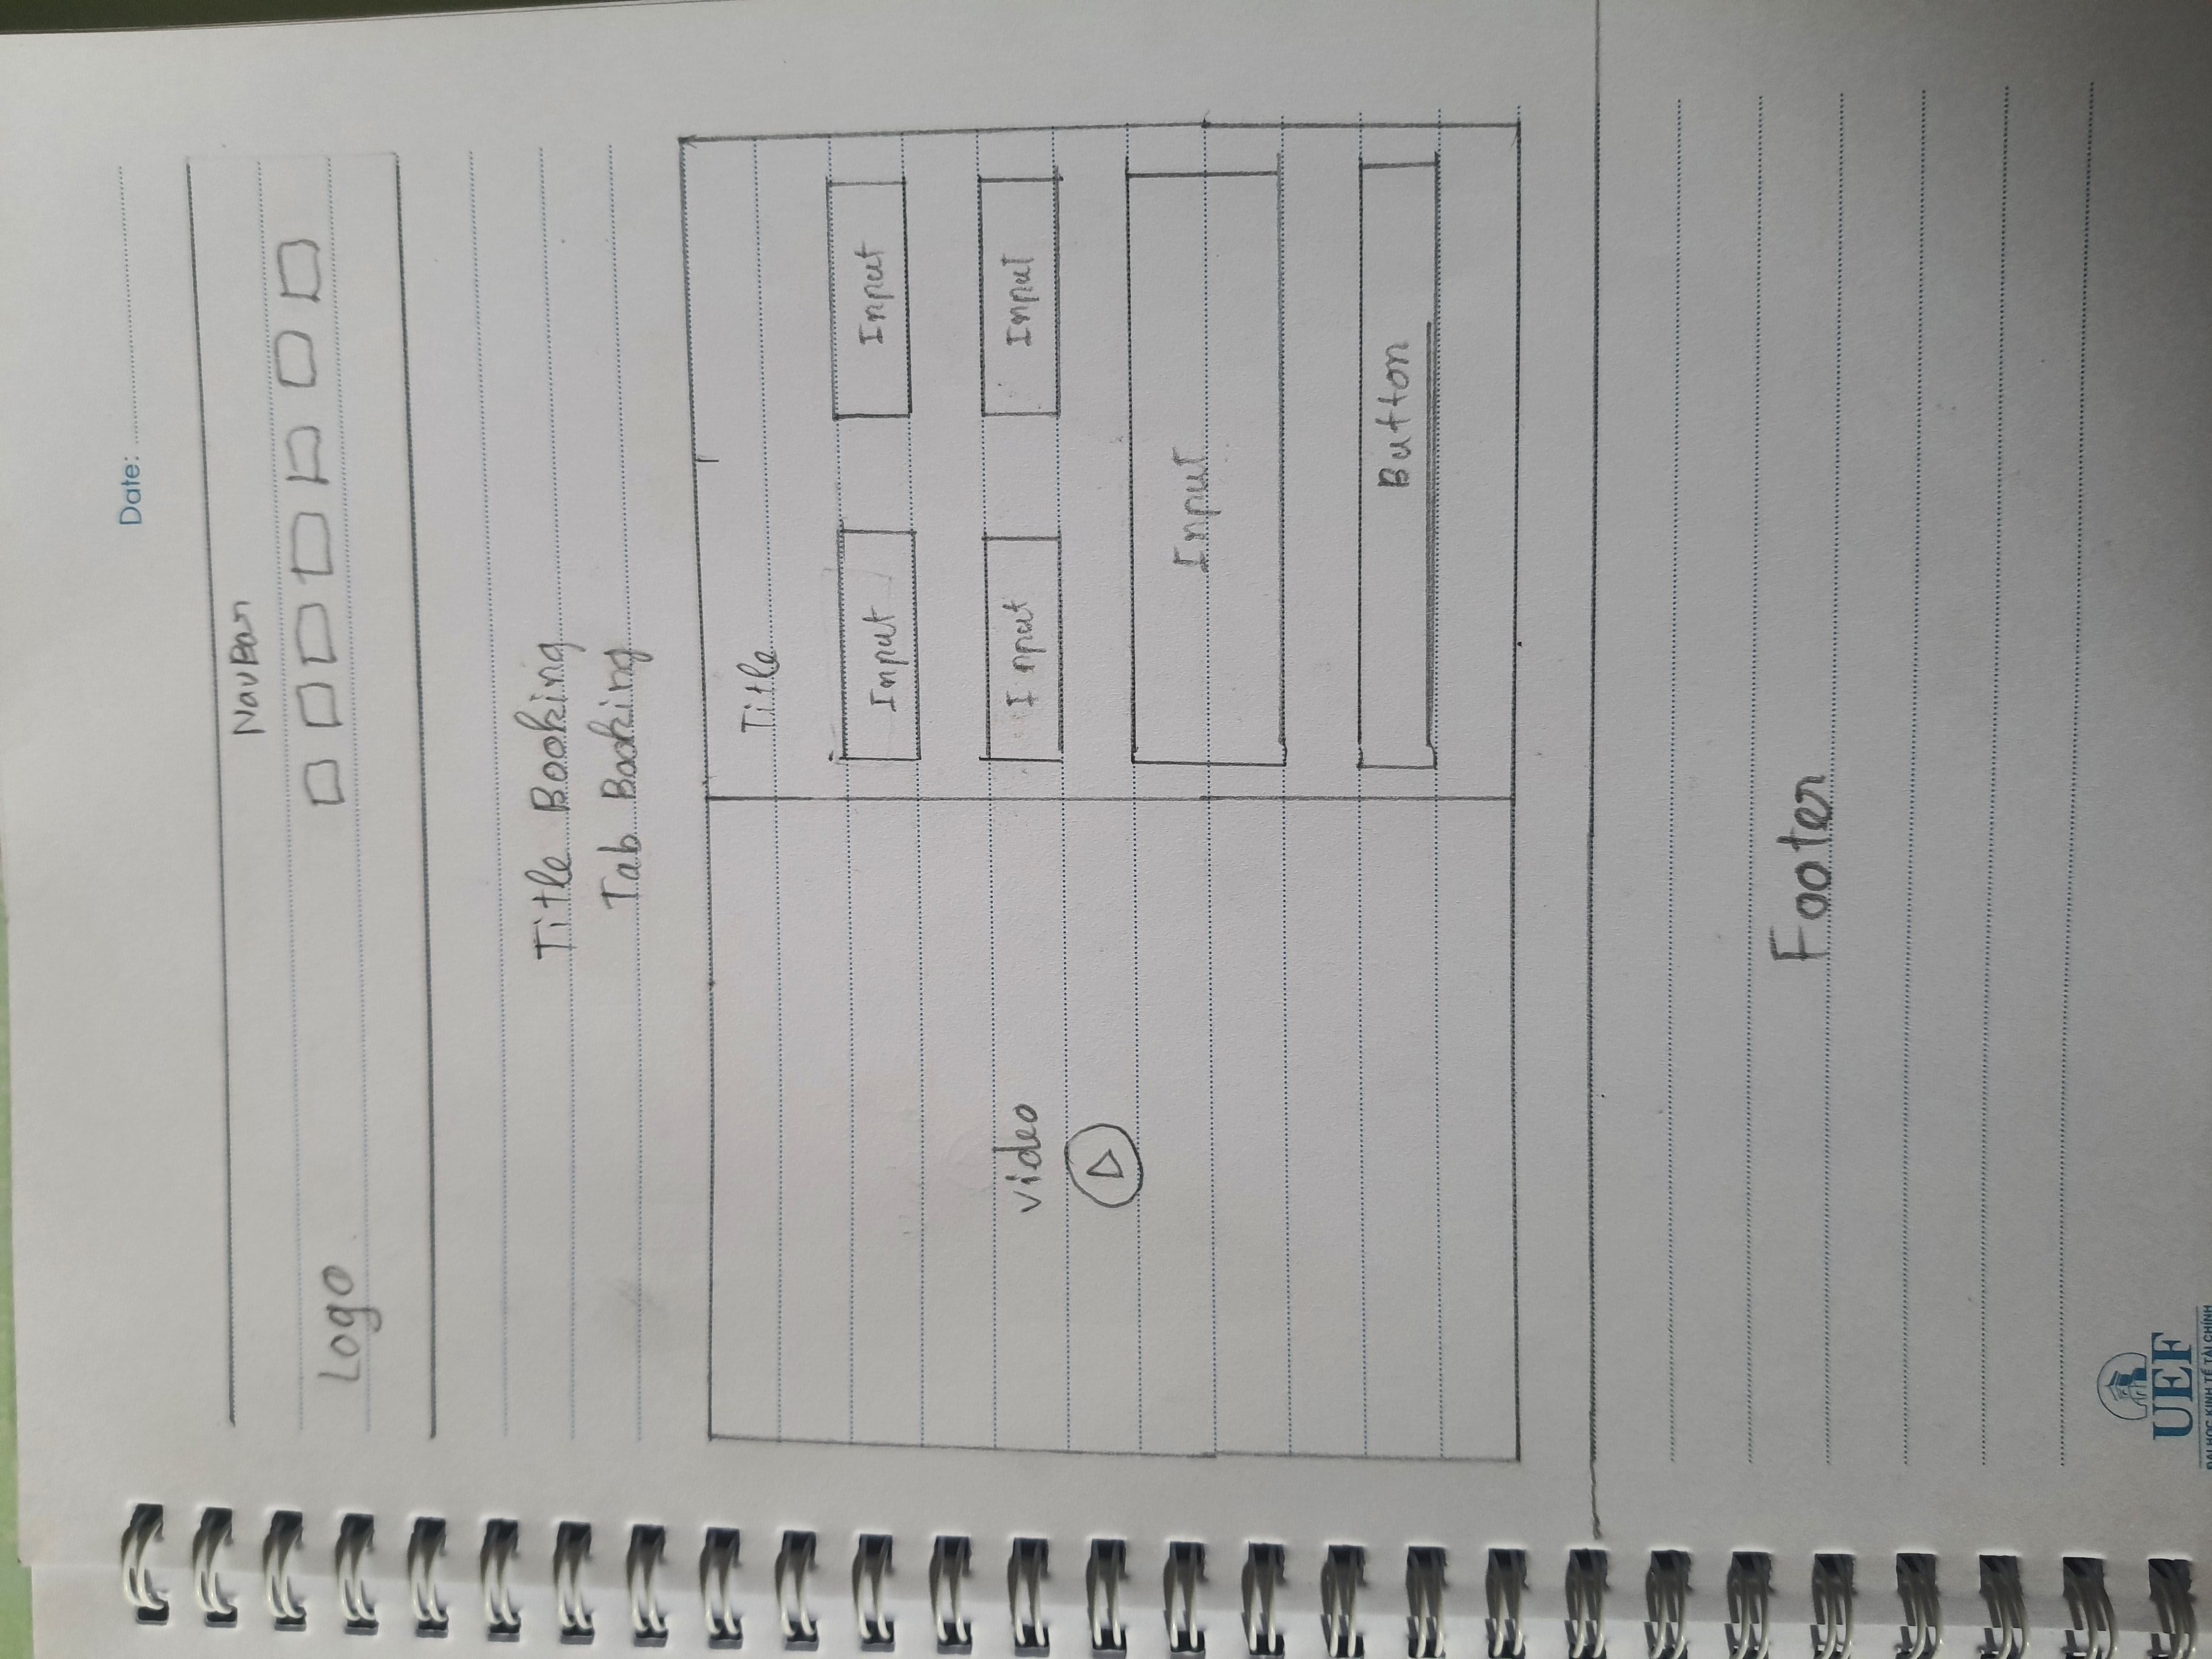 Date:
NavBar
Logo
Title Booking
Tab Booking
Title
Input Input
video
Input Input
Input
Button
Footer
UEF
ĐẠI HỌC KINH TẾ TÀI CHÍNH